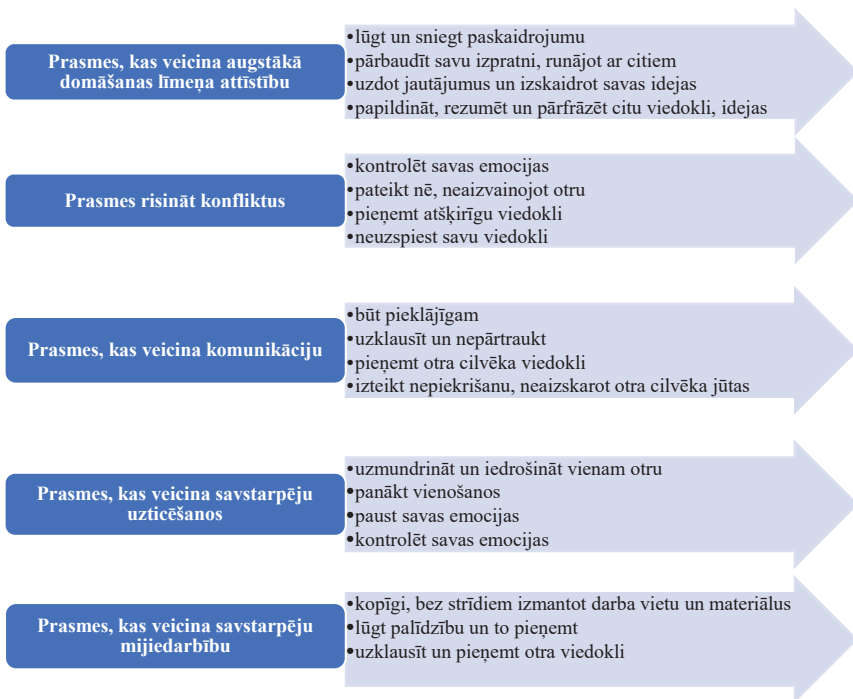 Prasmes, kas veicina augstākā
domāšanas līmeņa attīstību
•lūgt un sniegt paskaidrojumu
•pārbaudīt savu izpratni, runājot ar citiem
•uzdot jautājumus un izskaidrot savas idejas
•papildināt, rezumēt un pārfrāzēt citu viedokli, idejas
Prasmes risināt konfliktus
•kontrolēt savas emocijas
•pateikt nē, neaizvainojot otru
•pieņemt atšķirīgu viedokli
•neuzspiest savu viedokli
Prasmes, kas veicina komunikāciju
•būt pieklājīgam
•uzklausīt un nepārtraukt
•pieņemt otra cilvēka viedokli
•izteikt nepiekrišanu, neaizskarot otra cilvēka jūtas
Prasmes, kas veicina savstarpēju
uzticēšanos
•uzmundrināt un iedrošināt vienam otru
•panākt vienošanos
•paust savas emocijas
•kontrolēt savas emocijas
Prasmes, kas veicina savstarpēju
mijiedarbību
•kopīgi, bez strīdiem izmantot darba vietu un materiālus
•lūgt palīdzību un to pieņemt
•uzklausīt un pieņemt otra viedokli